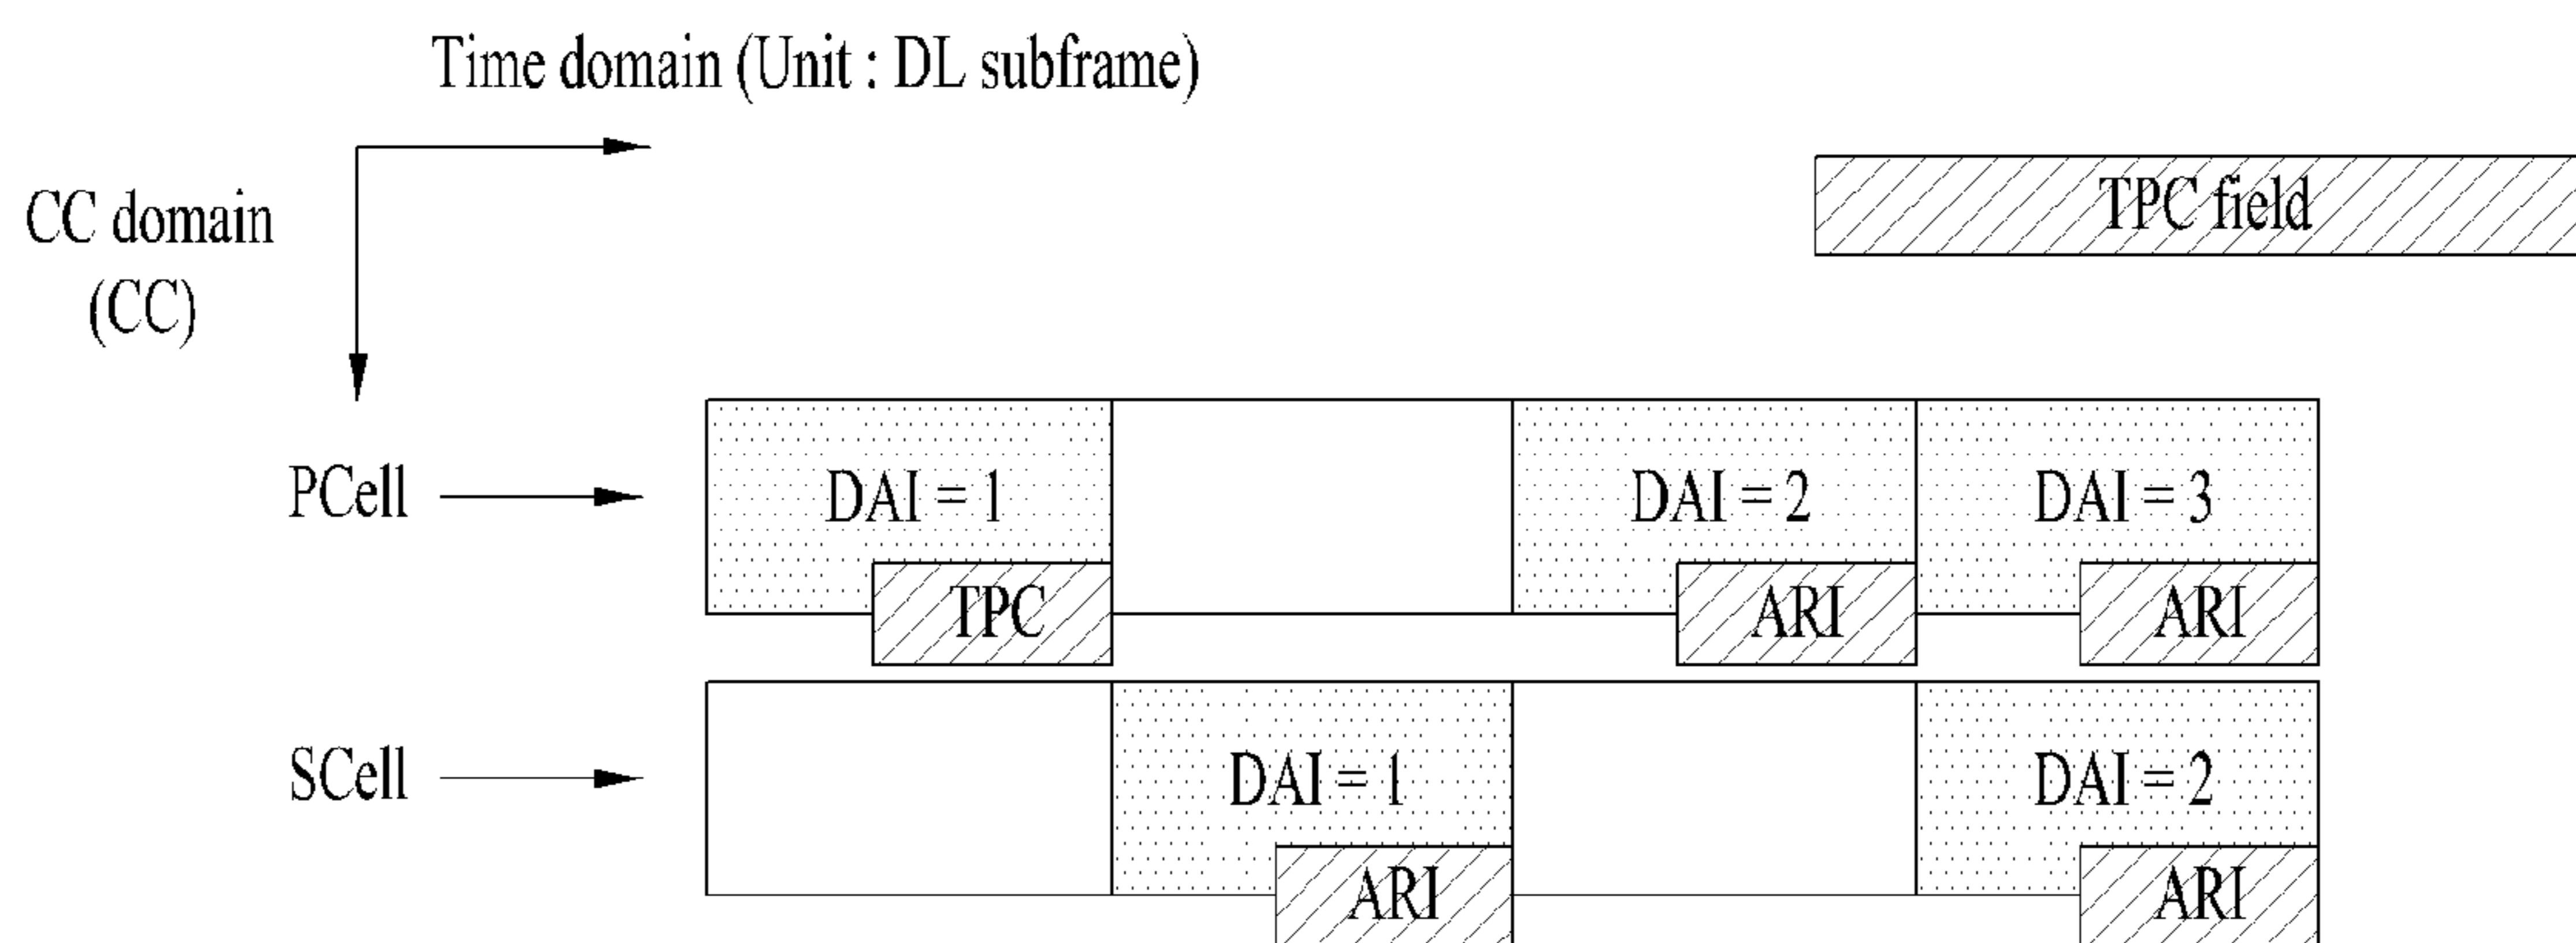 Time domain (Unit : DL subframe)
CC domain
(CC)
TPC field
PCell
DAI = 1
DAI = 2
DAI = 3
TPC
ARI
ARI
SCell
DAI = 1
DAI = 2
ARI
ARI